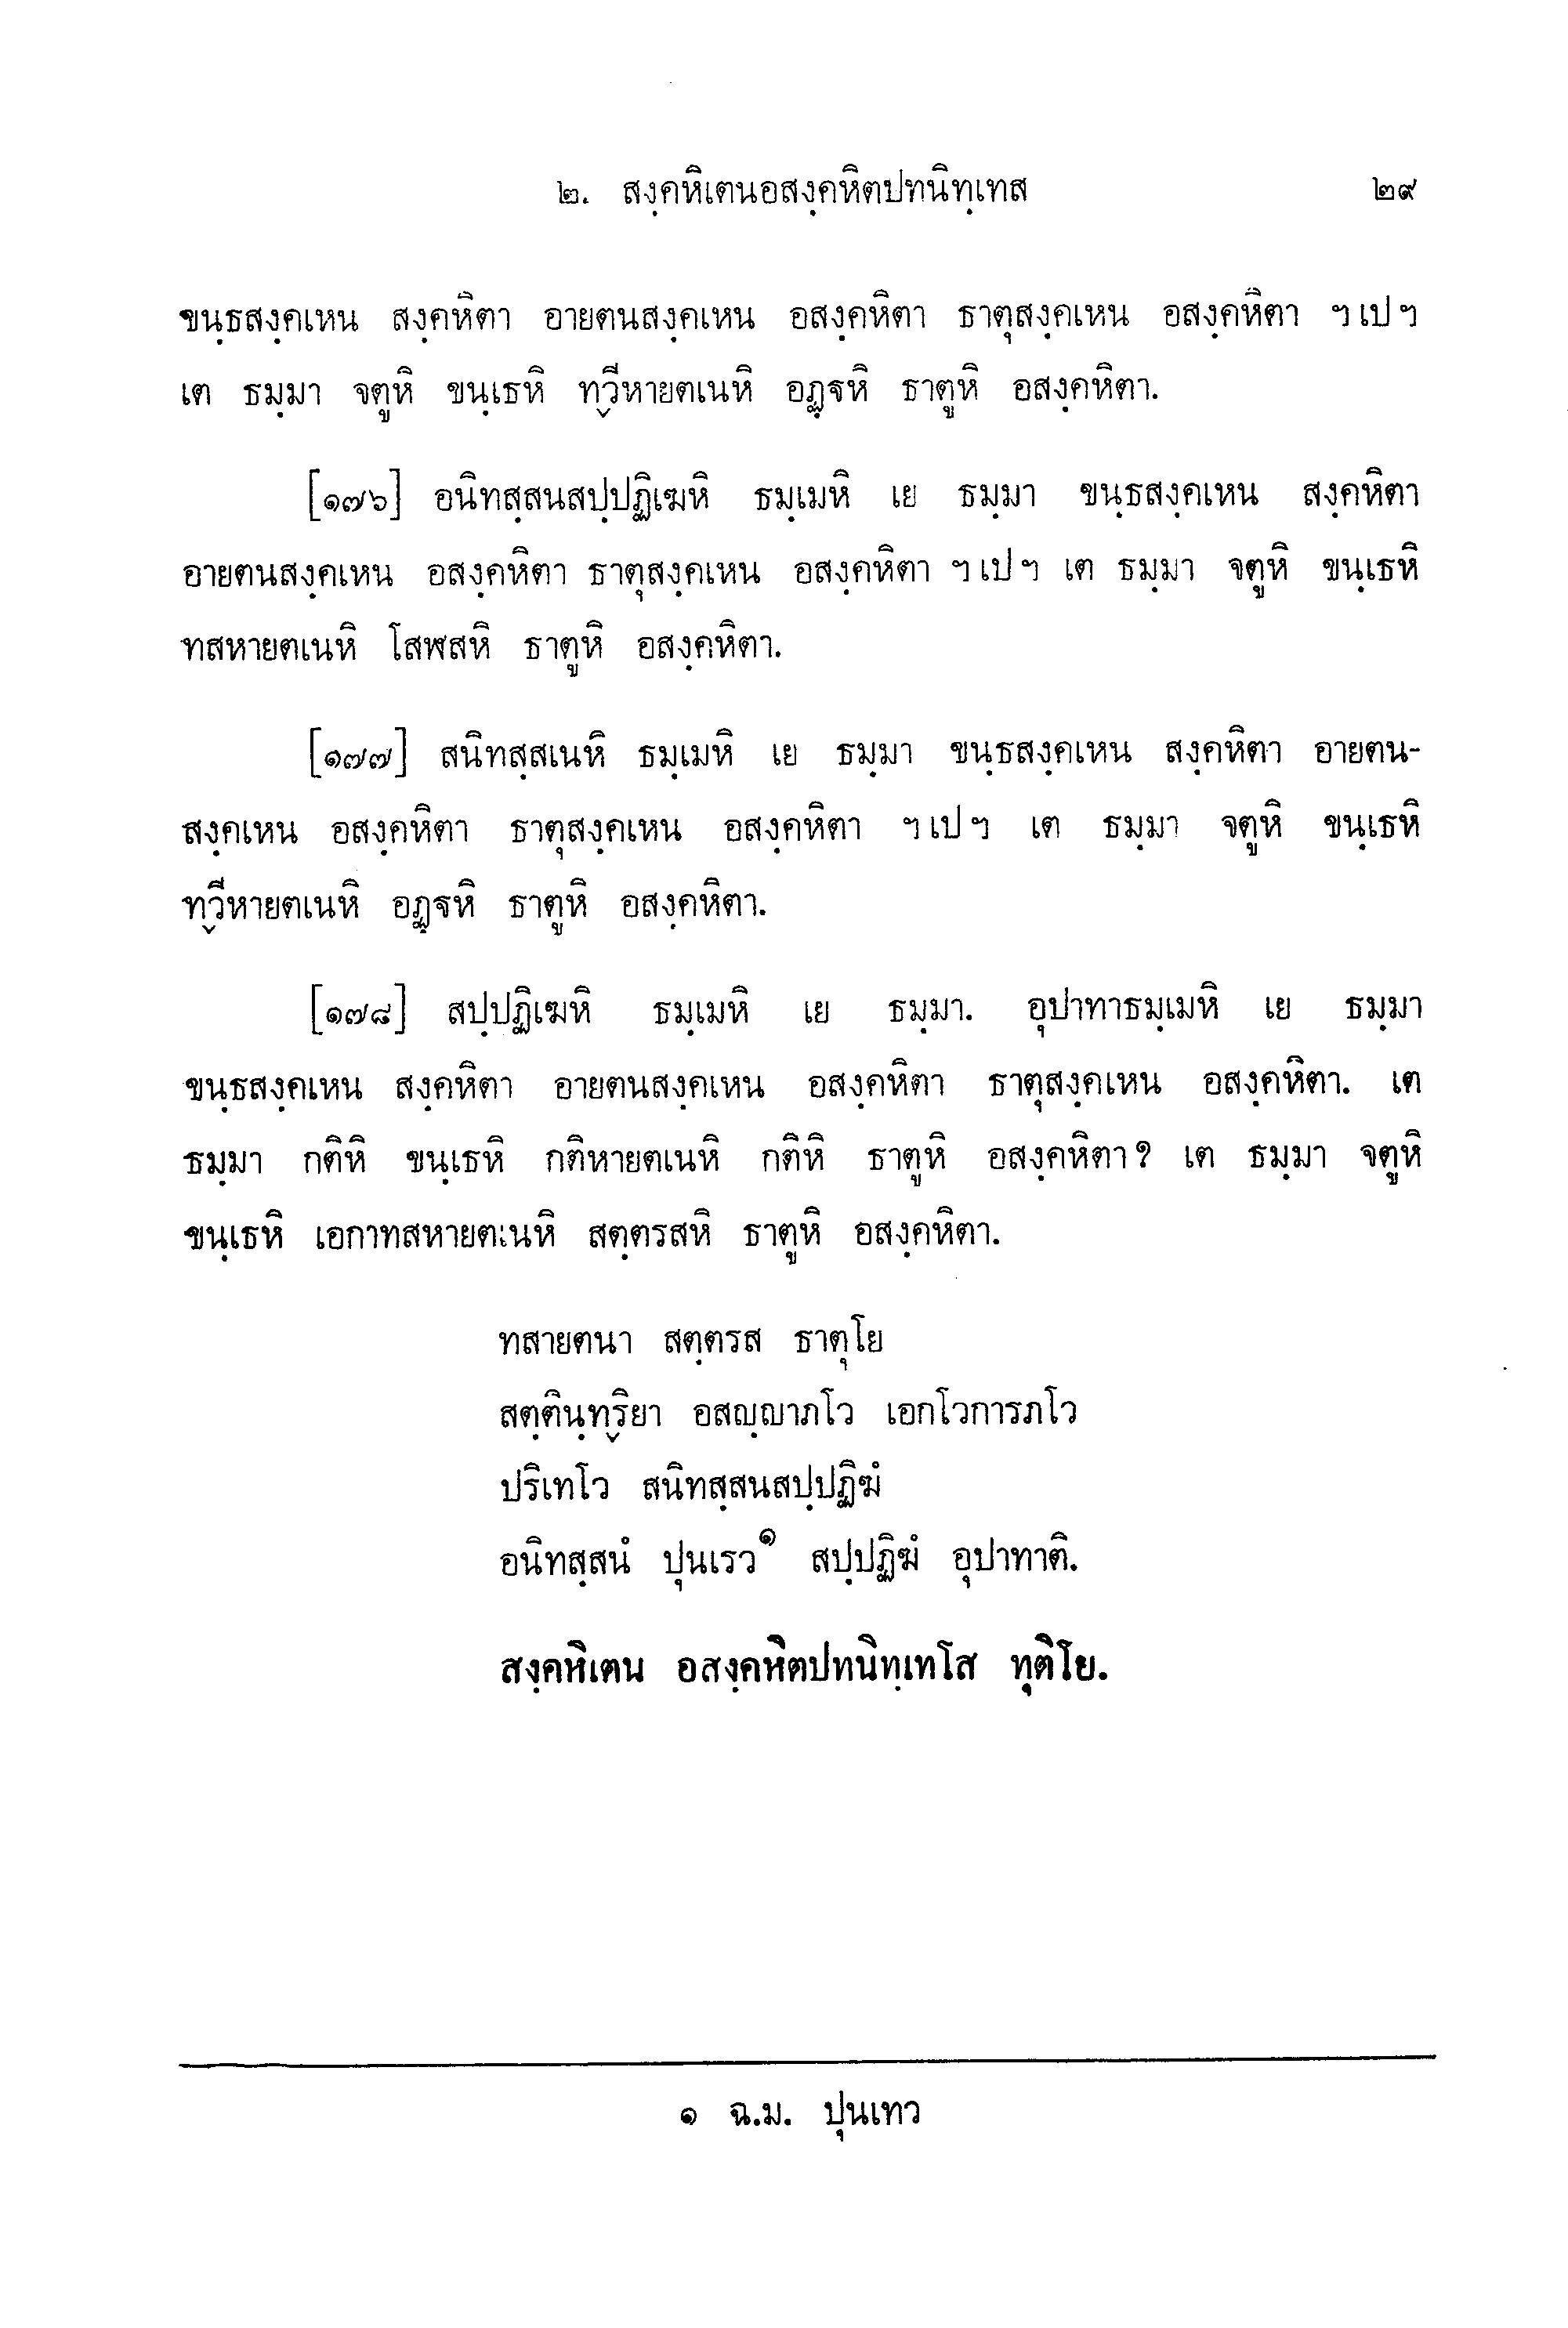 ๒. สงฺคหิเตนอสงฺคหิตปทนิทฺเทส ๒๙
ขนฺธสงฺคเหน สงฺคหิตา อายตนสงฺคเหน อสงฺคหิตา ธาตุสงฺคเหน อสงฺคหิตา ฯ เป ฯ
เต ธมฺมา จตูหิ ขนฺเธหิ ทฺวีหายตเนหิ อฏฺฐหิ ธาตูหิ อสงฺคหิตา.
[๑๗๖] อนิทสฺสนสปฺปฏิเฆหิ ธมฺเมหิ เย ธมฺมา ขนฺธสงฺคเหน สงฺคหิตา
อายตนสงฺคเหน อสงฺคหิตา ธาตุสงฺคเหน อสงฺคหิตา ฯ เป ฯ เต ธมฺมา จตูหิ ขนฺเธหิ
ทสหายตเนหิ โสฬสหิ ธาตูหิ อสงฺคหิตา.
[๑๗๗] สนิทสฺสเนหิ ธมฺเมหิ เย ธมฺมา ขนฺธสงฺคเหน สงฺคหิตา อายตน-
สงฺคเหน อสงฺคหิตา ธาตุสงฺคเหน อสงฺคหิตา ฯ เป ฯ เต ธมฺมา จตูหิ ขนฺเธหิ
ทฺวีหายตเนหิ อฏฺฐหิ ธาตูหิ อสงฺคหิตา.
[๑๗๘] สปฺปฏิเฆหิ ธมฺเมหิ เย ธมฺมา. อุปาทาธมฺเมหิ เย ธมฺมา
ขนฺธสงฺคเหน สงฺคหิตา อายตนสงฺคเหน อสงฺคหิตา ธาตุสงฺคเหน อสงฺคหิตา. เต
ธมฺมา กติหิ ขนฺเธหิ กติหายตเนหิ กติหิ ธาตูหิ อสงฺคหิตา? เต ธมฺมา จตูหิ
ขนฺเธหิ เอกาทสหายตเนหิ สตฺตรสหิ ธาตูหิ อสงฺคหิตา.
ทสายตนา สตฺตรส ธาตุโย
สตฺตินฺทฺริยา อสญฺญาภโว เอกโวการภโว
ปริเทโว สนิทสฺสนสปฺปฏิฆํ
อนิทสฺสนํ ปุนเรว๑ สปฺปฏิฆํ อุปาทาติ.
สงฺคหิเตน อสงฺคหิตปทนิทฺเทโส ทุติโย.
๑ ฉ.ม. ปุนเทว